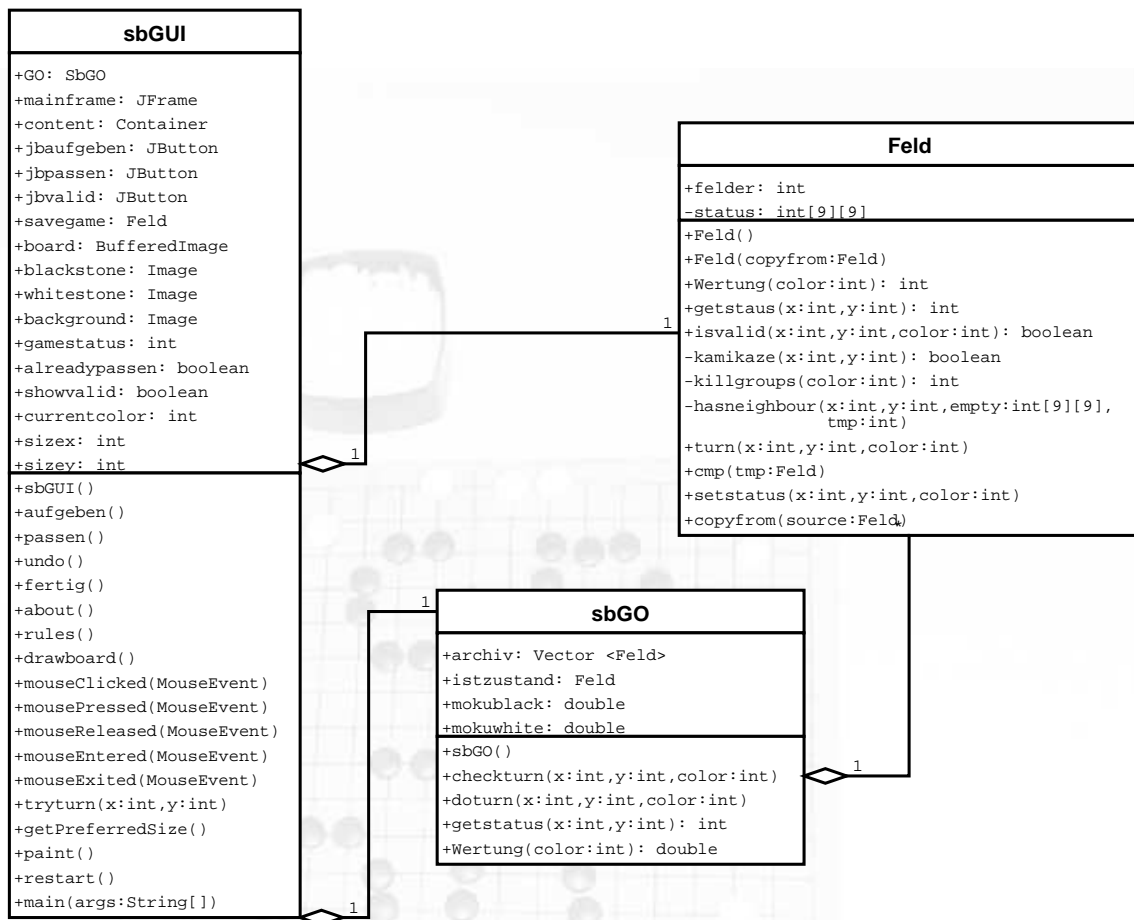 sbGUI
+GO: SbGO
+mainframe: JFrame
+content: Container
+jbaufgeben: JButton
+jbpassen: JButton
+jbvalid: JButton
+savegame: Feld
+board: BufferedImage
+blackstone: Image
+whitestone: Image
+background: Image
+gamestatus: int
+alreadypassen: boolean
+showvalid: boolean
+currentcolor: int
+sizex: int
+sizey: int
+sbGUI()
+aufgeben()
+passen()
+undo()
+fertig()
+about()
+rules()
+drawboard()
+mouseClicked(MouseEvent)
+mousePressed(MouseEvent)
+mouseReleased(MouseEvent)
+mouseEntered(MouseEvent)
+mouseExited(MouseEvent)
+tryturn(x:int,y:int)
+getPreferredSize()
+paint()
+restart()
+main(args:String[])
1
1
Feld
+felder: int
-status: int[9][9]
+Feld()
+Feld(copyfrom:Feld)
+Wertung(color:int): int
+getstaus(x:int,y:int): int
+isvalid(x:int,y:int,color:int): boolean
-kamikaze(x:int,y:int): boolean
-killgroups(color:int): int
-hasneighbour(x:int,y:int,empty:int[9][9],
tmp:int)
+turn(x:int,y:int,color:int)
+cmp(tmp:Feld)
+setstatus(x:int,y:int,color:int)
+copyfrom(source:Feld)
*
1
1
sbGO
+archiv: Vector <Feld>
+istzustand: Feld
+mokublack: double
+mokuwhite: double
+sbGO()
+checkturn(x:int,y:int,color:int)
+doturn(x:int,y:int,color:int)
+getstatus(x:int,y:int): int
+Wertung(color:int): double
1